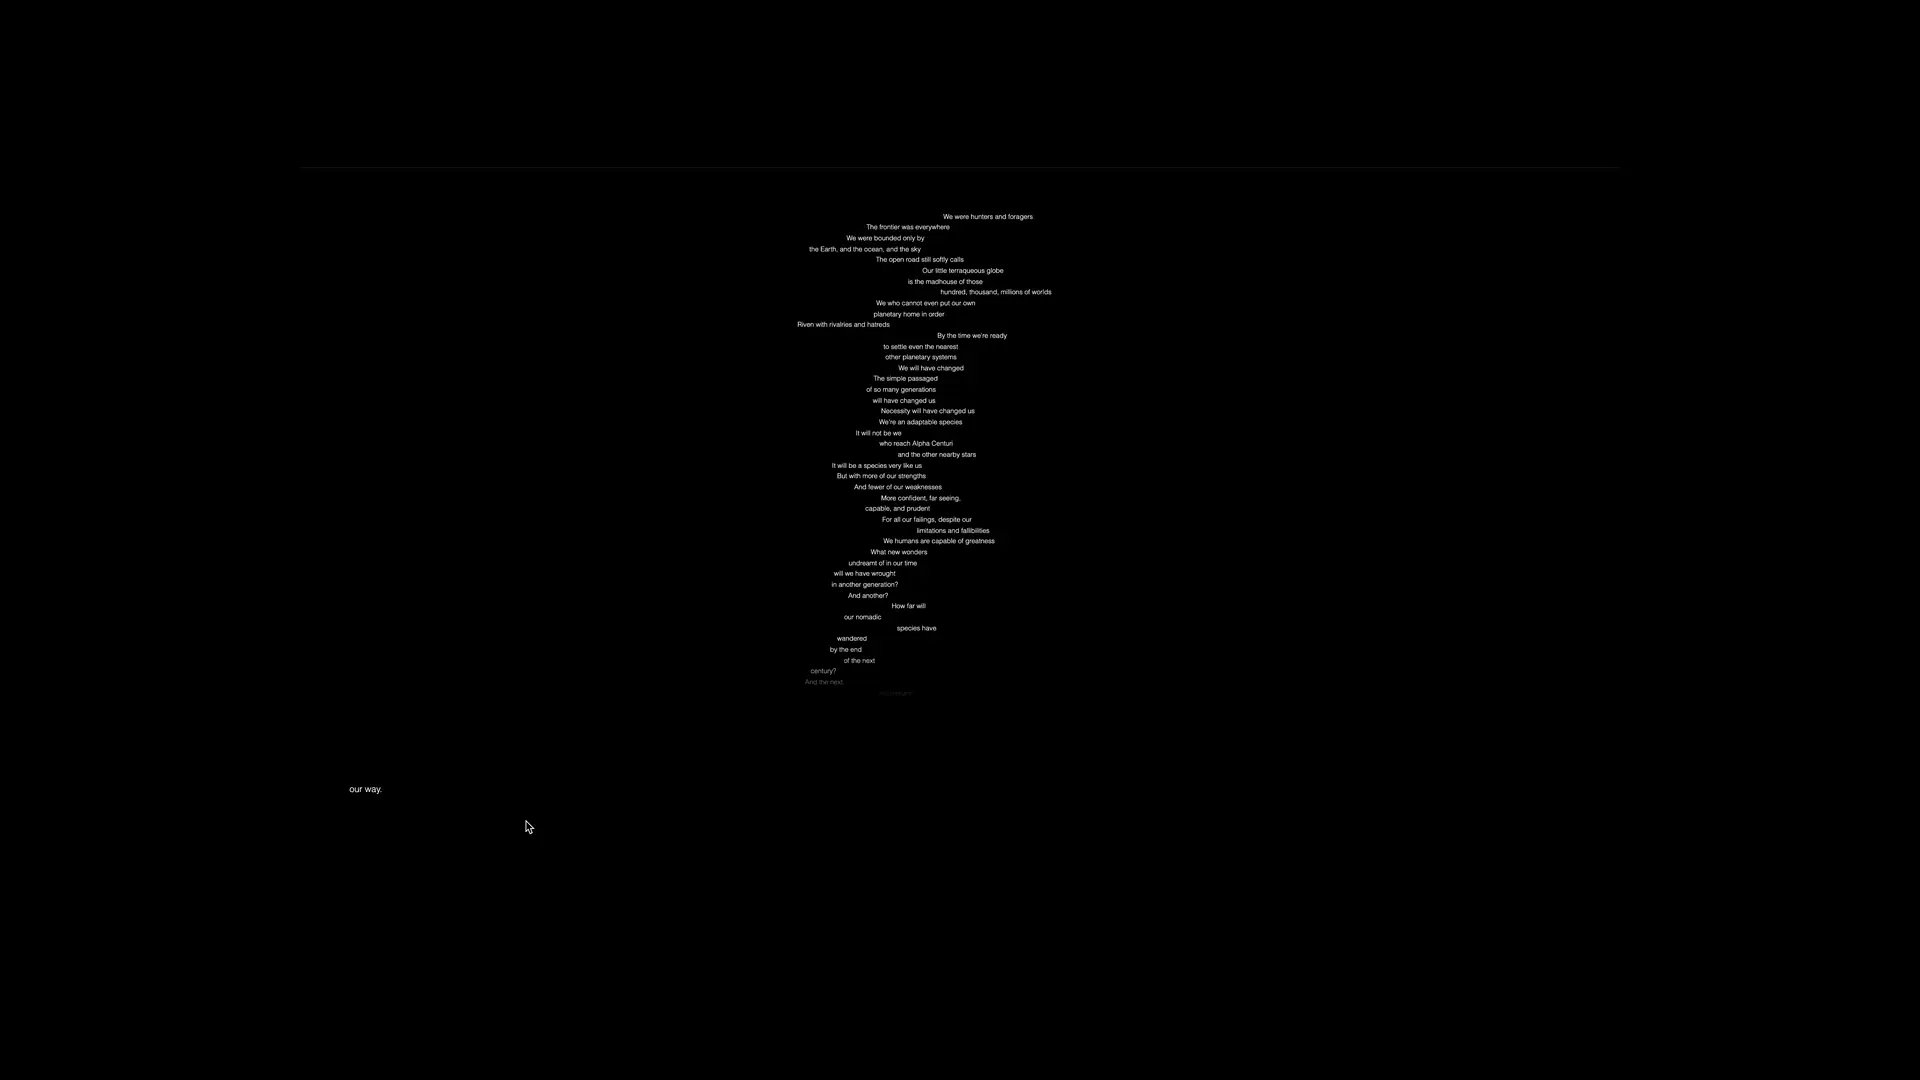 We were hunters and foragers
The frontier was everywhere
We were bounded only by
the Earth, and the ocean, and the sky
The open road still softly calls
Our little terraqueous globe
is the madhouse of those
hundred, thousand, millions of worlds
We who cannot even put our own
planetary home in order
Riven with rivalries and hatreds
By the time we're ready
to settle even the nearest
other planetary systems
We will have changed
The simple passaged
of so many generations
will have changed us
Necessity will have changed us
We're an adaptable species
It will not be we
who reach Alpha Centuri
and the other nearby stars
It will be a species very like us
But with more of our strengths
And fewer of our weaknesses
More confident, far seeing,
capable, and prudent
For all our failings, despite our
limitations and fallibilities
We humans are capable of greatness
What new wonders
undreamt of in our time
will we have wrought
in another generation?
And another?
How far will
our nomadic
species have
wandered
by the end
of the next
century?
And the next
our way.